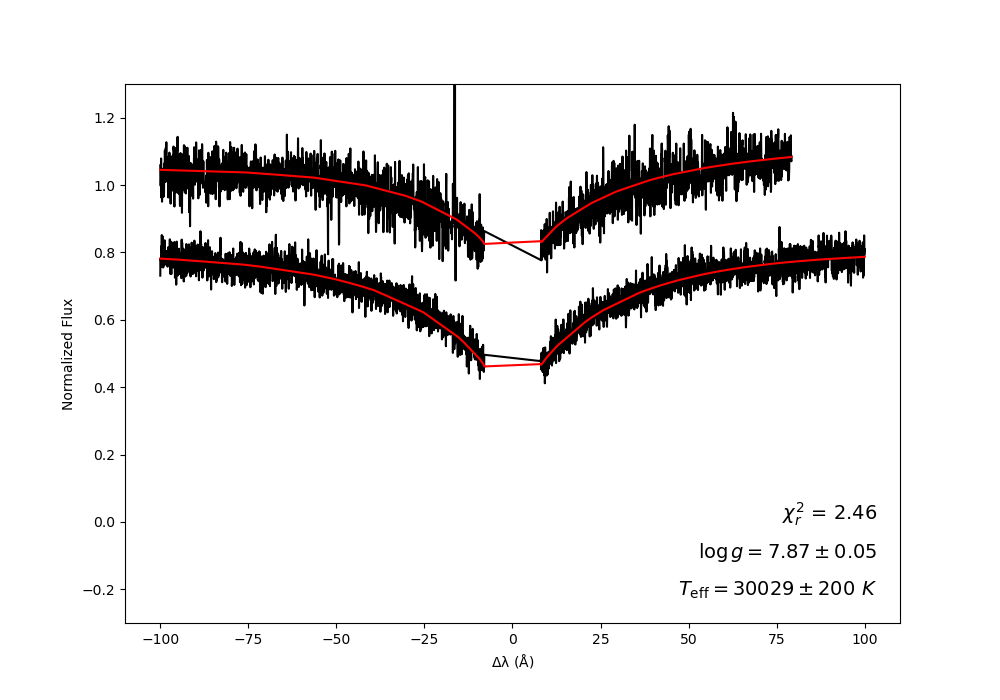 1.2
1.0
0.8
0.6
0.4
0.2
0.0
−0.2
Normalized Flux
χ²ᵣ = 2.46
log g = 7.87 ± 0.05
T_eff = 30029 ± 200 K
−100 −75 −50 −25 0 25 50 75 100
Δλ (Å)